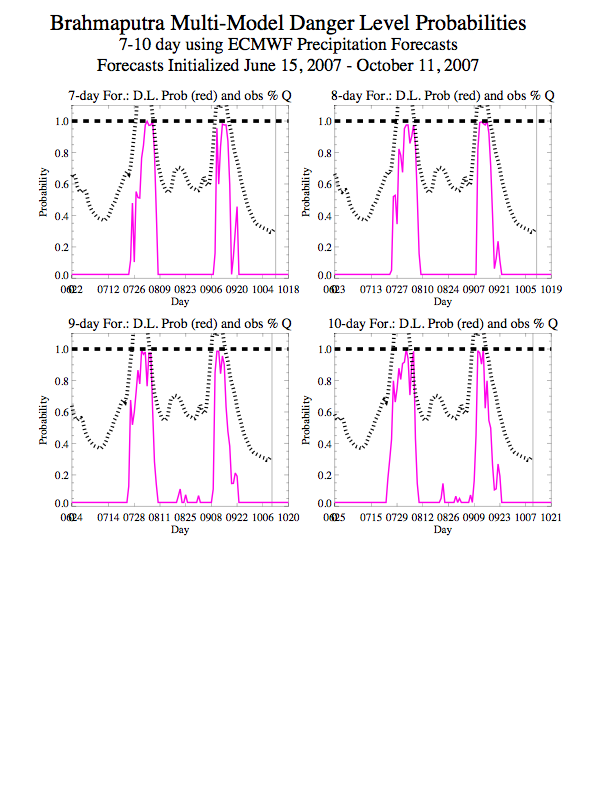 Brahmaputra Multi-Model Danger Level Probabilities
7-10 day using ECMWF Precipitation Forecasts
Forecasts Initialized June 15, 2007 - October 11, 2007
7-day For.: D.L. Prob (red) and obs % Q
Probability
1.0
0.8
0.6
0.4
0.2
0.0
0712 0726 0809 0823 0906 0920 1004 1018
Day
8-day For.: D.L. Prob (red) and obs % Q
Probability
1.0
0.8
0.6
0.4
0.2
0.0
0713 0727 0810 0824 0907 0921 1005 1019
Day
9-day For.: D.L. Prob (red) and obs % Q
Probability
1.0
0.8
0.6
0.4
0.2
0.0
0714 0728 0811 0825 0908 0922 1006 1020
Day
10-day For.: D.L. Prob (red) and obs % Q
Probability
1.0
0.8
0.6
0.4
0.2
0.0
0715 0729 0812 0826 0909 0923 1007 1021
Day